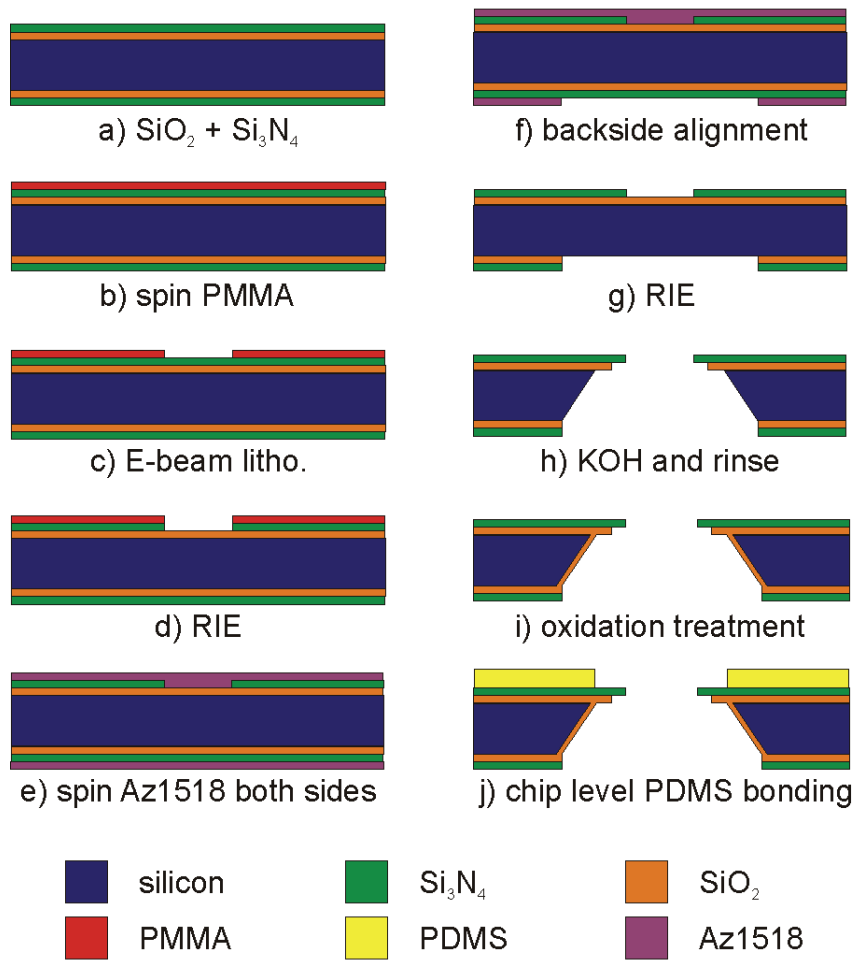 a) SiO₂ + Si₃N₄
b) spin PMMA
c) E-beam litho.
d) RIE
e) spin Az1518 both sides
f) backside alignment
g) RIE
h) KOH and rinse
i) oxidation treatment
j) chip level PDMS bonding
silicon
Si₃N₄
SiO₂
PMMA
PDMS
Az1518